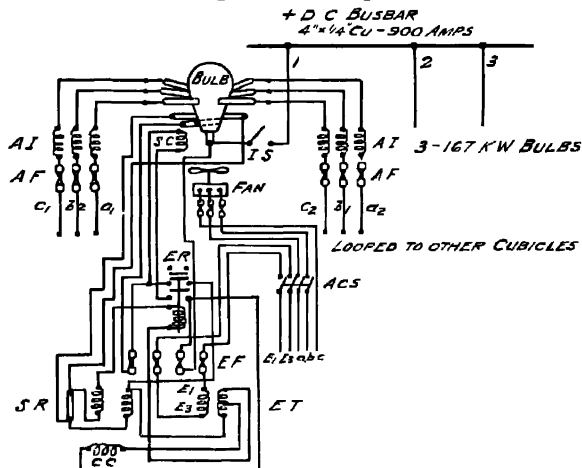 + D C BUSBAR
4"×¼"CU-900 AMPS
1
2
3
BULB
SC
IS
3-167 KW BULBS
AI
AF
C₁ b₂ a₁
AI
AF
C₂ b₁ a₂
FAN
LOOPED TO OTHER CUBICLES
ER
ACS
E₁ E₃ a b c
EF
SR
E₁
E₃
ET
SS